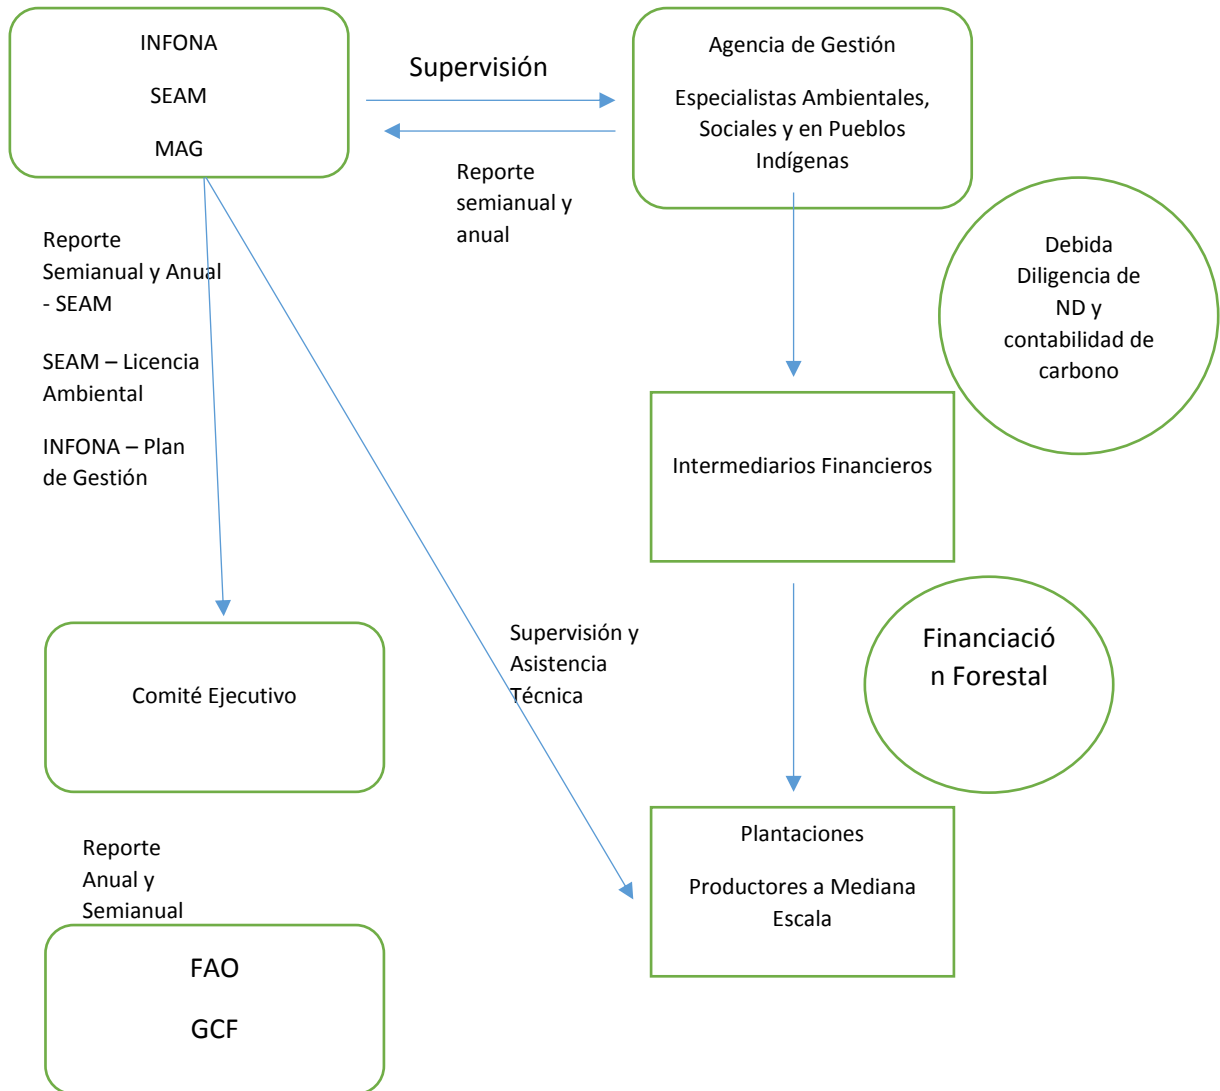 INFONA
SEAM
MAG
Supervisión
Reporte
semianual y
anual
Agencia de Gestión
Especialistas Ambientales,
Sociales y en Pueblos
Indígenas
Debida
Diligencia de
ND y
contabilidad de
carbono
Reporte
Semianual y Anual
- SEAM
SEAM – Licencia
Ambiental
INFONA – Plan
de Gestión
Intermediarios Financieros
Comité Ejecutivo
Supervisión y
Asistencia
Técnica
Financiació
n Forestal
Plantaciones
Productores a Mediana
Escala
Reporte
Anual y
Semianual
FAO
GCF